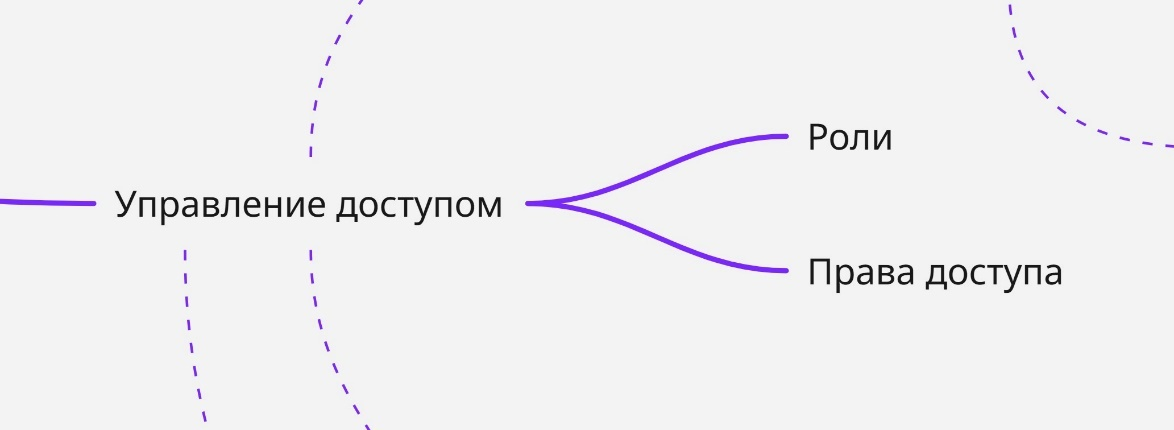 Роли
Управление доступом
Права доступа